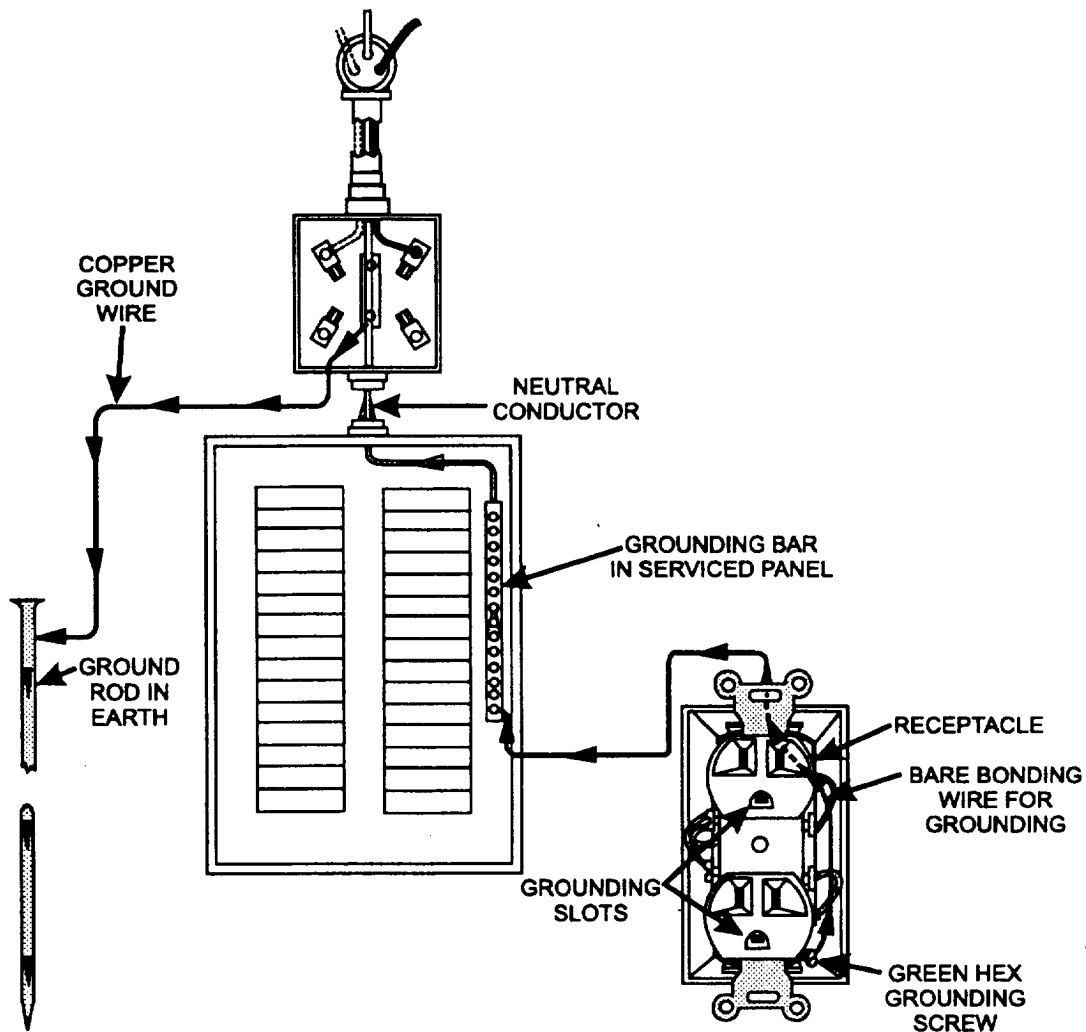 COPPER
GROUND
WIRE
NEUTRAL
CONDUCTOR
GROUNDING BAR
IN SERVICED PANEL
GROUND
ROD IN
EARTH
RECEPTACLE
BARE BONDING
WIRE FOR
GROUNDING
GROUNDING
SLOTS
GREEN HEX
GROUNDING
SCREW